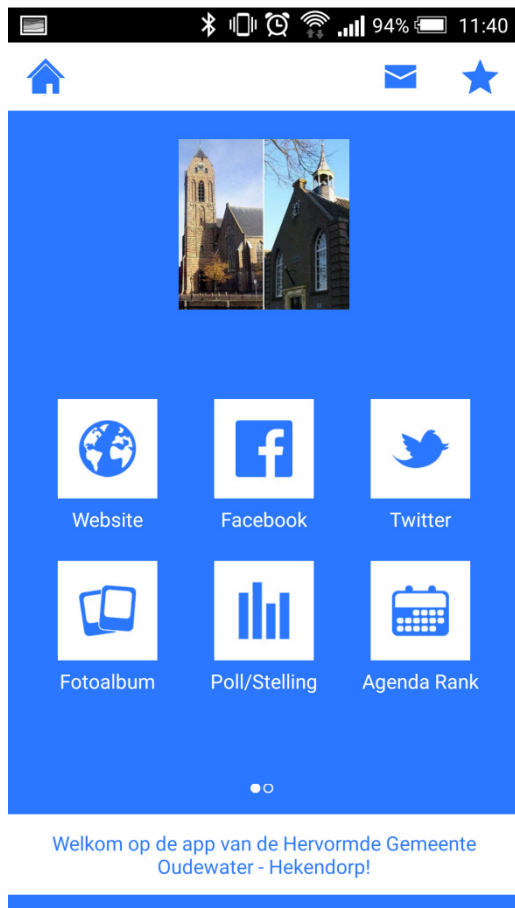 94% 11:40
Website Facebook Twitter
Fotoalbum Poll/Stelling Agenda Rank
Welkom op de app van de Hervormde Gemeente
Oudewater - Hekendorp!